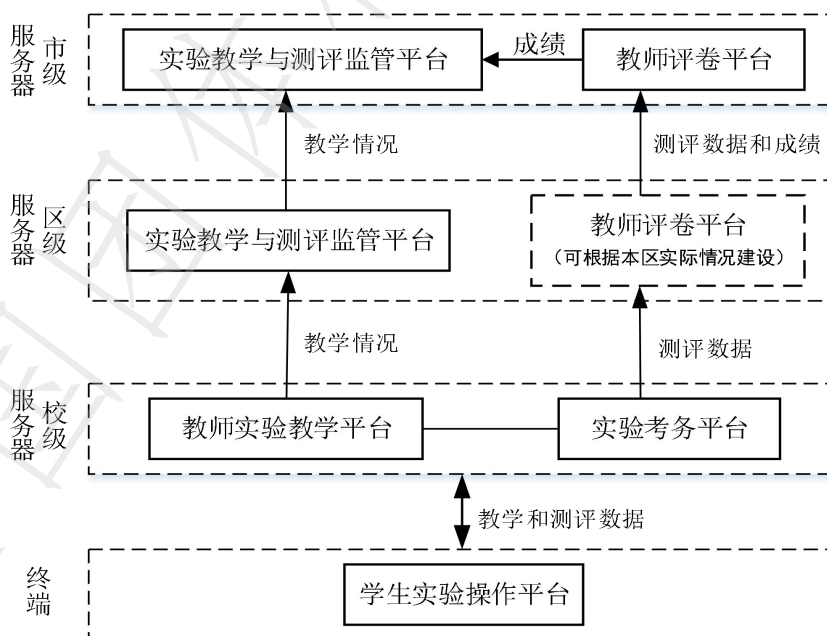 市级服务器
实验教学与测评监管平台
成绩
教师评卷平台
教学情况
测评数据和成绩
区级服务器
实验教学与测评监管平台
教师评卷平台
（可根据本区实际情况建设）
教学情况
测评数据
校级服务器
教师实验教学平台
实验考务平台
教学和测评数据
终端
学生实验操作平台